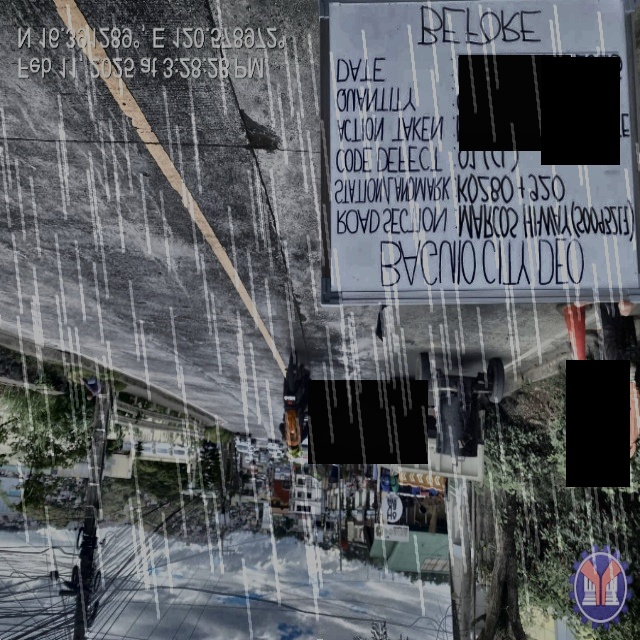 BAGUIO CITY DEO
ROAD SECTION MARCOS HIWAY
STATION/LANDMARK K0280 + 320
CODE DEFECT
ACTION TAKEN
QUANTITY
DATE
BEFORE
Feb 11, 2025 at 3:28:28 PM
N 16.391289°, E 120.578972°